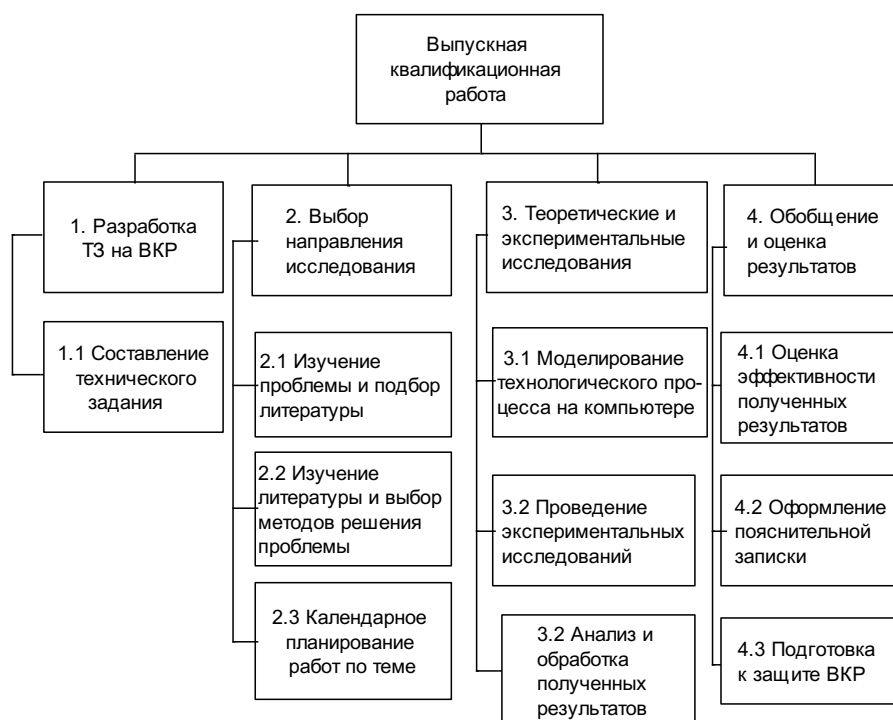 Выпускная
квалификационная
работа
1. Разработка
ТЗ на ВКР
1.1 Составление
технического
задания
2. Выбор
направления
исследования
2.1 Изучение
проблемы и подбор
литературы
2.2 Изучение
литературы и выбор
методов решения
проблемы
2.3 Календарное
планирование
работ по теме
3. Теоретические и
экспериментальные
исследования
3.1 Моделирование
технологического про-
цесса на компьютере
3.2 Проведение
экспериментальных
исследований
3.2 Анализ и
обработка
полученных
результатов
4. Обобщение
и оценка
результатов
4.1 Оценка
эффективности
полученных
результатов
4.2 Оформление
пояснительной
записки
4.3 Подготовка
к защите ВКР